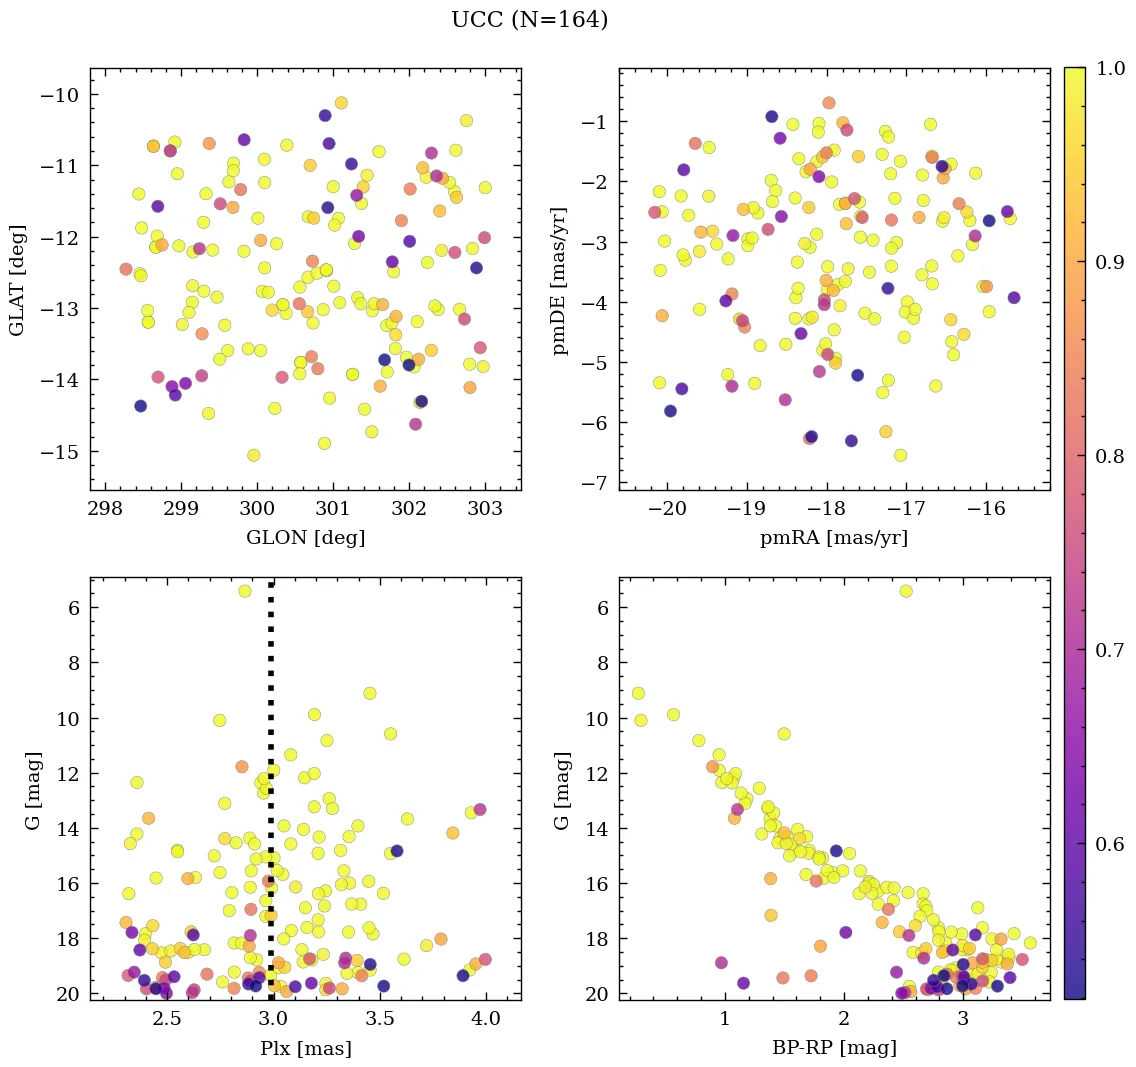 UCC (N=164)
−10
−11
−12
−13
−14
−15
GLAT [deg]
298 299 300 301 302 303
GLON [deg]
−1
−2
−3
−4
−5
−6
−7
pmDE [mas/yr]
−20 −19 −18 −17 −16
pmRA [mas/yr]
6
8
10
12
14
16
18
20
G [mag]
2.5 3.0 3.5 4.0
Plx [mas]
6
8
10
12
14
16
18
20
G [mag]
1 2 3
BP-RP [mag]
1.0
0.9
0.8
0.7
0.6